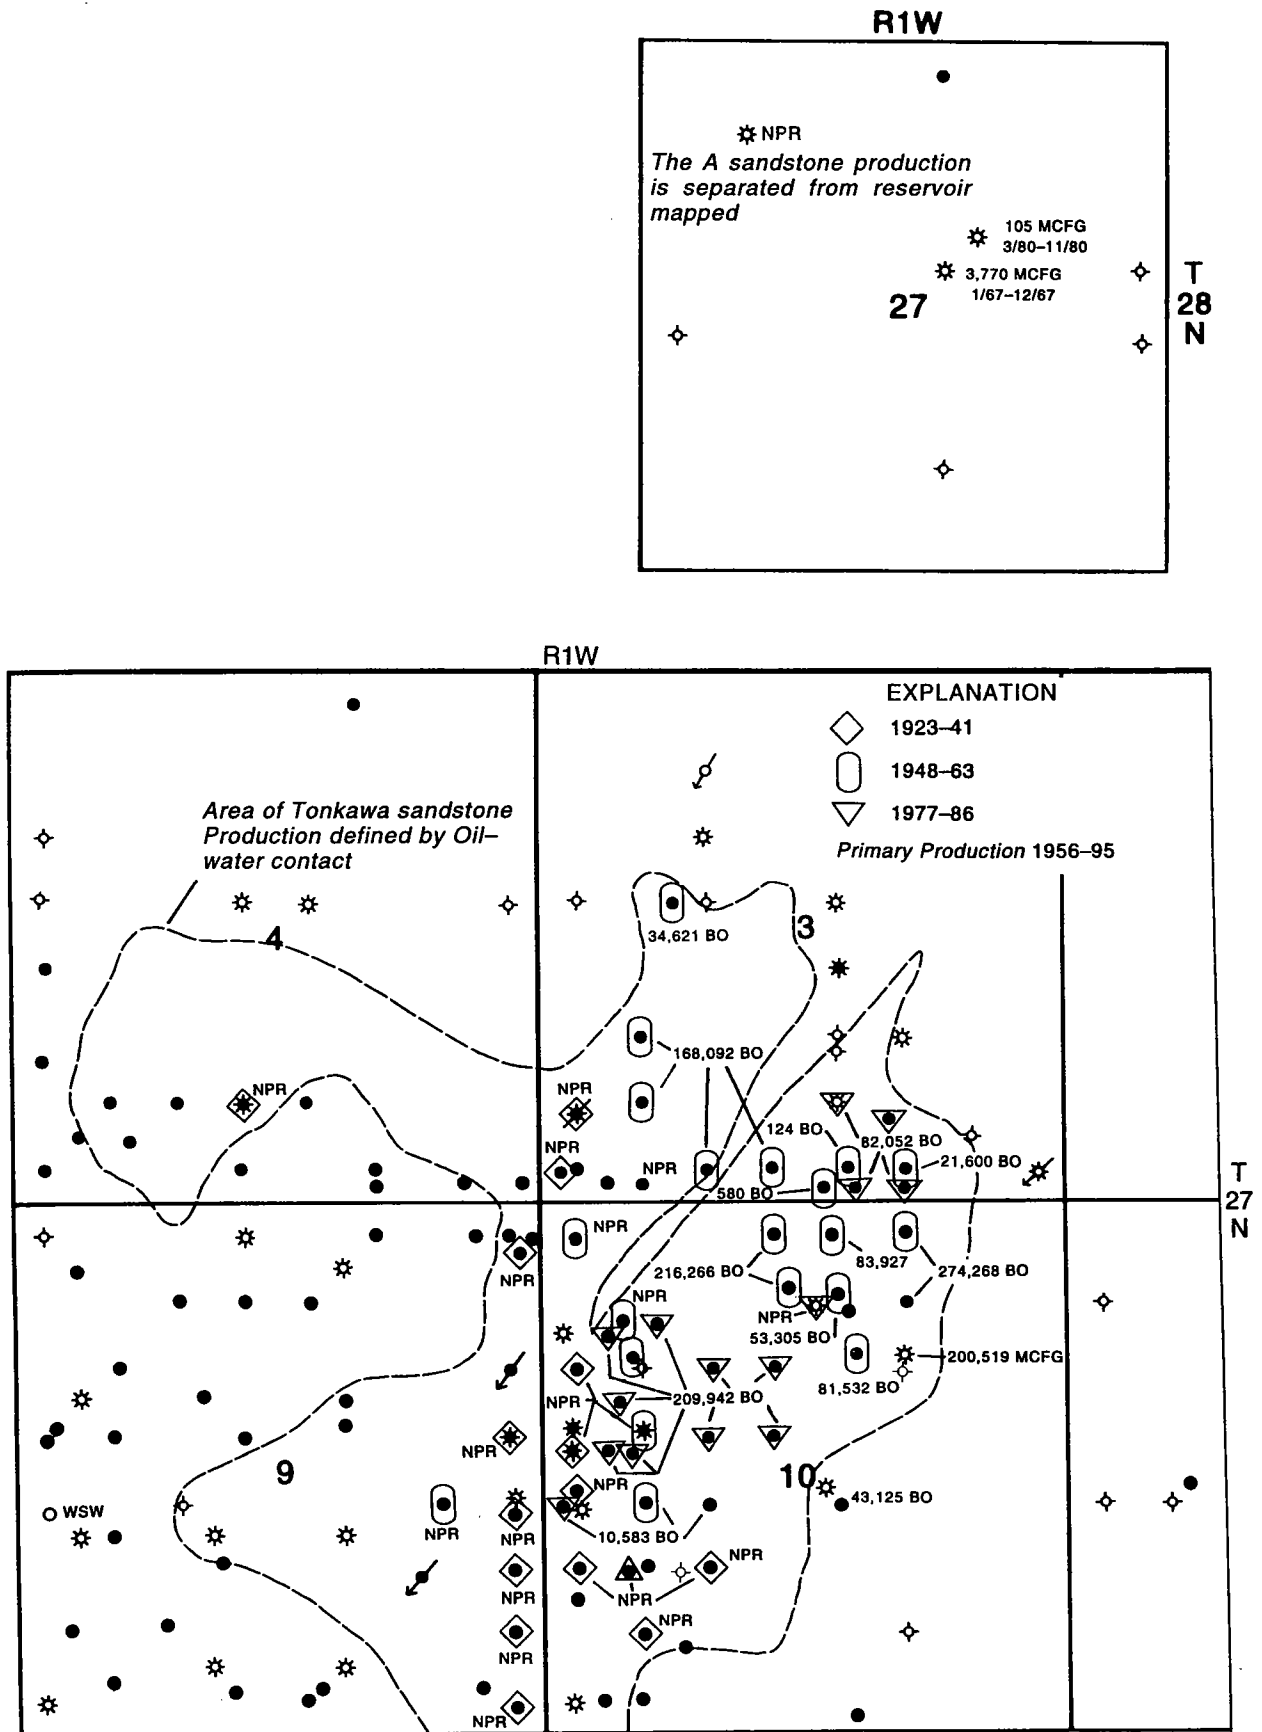 R1W
NPR
The A sandstone production
is separated from reservoir
mapped
105 MCFG
3/80–11/80
3,770 MCFG
1/67–12/67
27
T
28
N
R1W
EXPLANATION
1923–41
1948–63
1977–86
Primary Production 1956–95
Area of Tonkawa sandstone
Production defined by Oil–
water contact
4
3
34,621 BO
168,092 BO
NPR
NPR
124 BO
82,052 BO
NPR
NPR
21,600 BO
580 BO
T
27
N
NPR
83,927
NPR
216,266 BO
274,268 BO
NPR
NPR
53,305 BO
200,519 MCFG
81,532 BO
NPR
209,942 BO
NPR
9
10
NPR
43,125 BO
WSW
NPR
NPR
10,583 BO
NPR
NPR
NPR
NPR
NPR
NPR